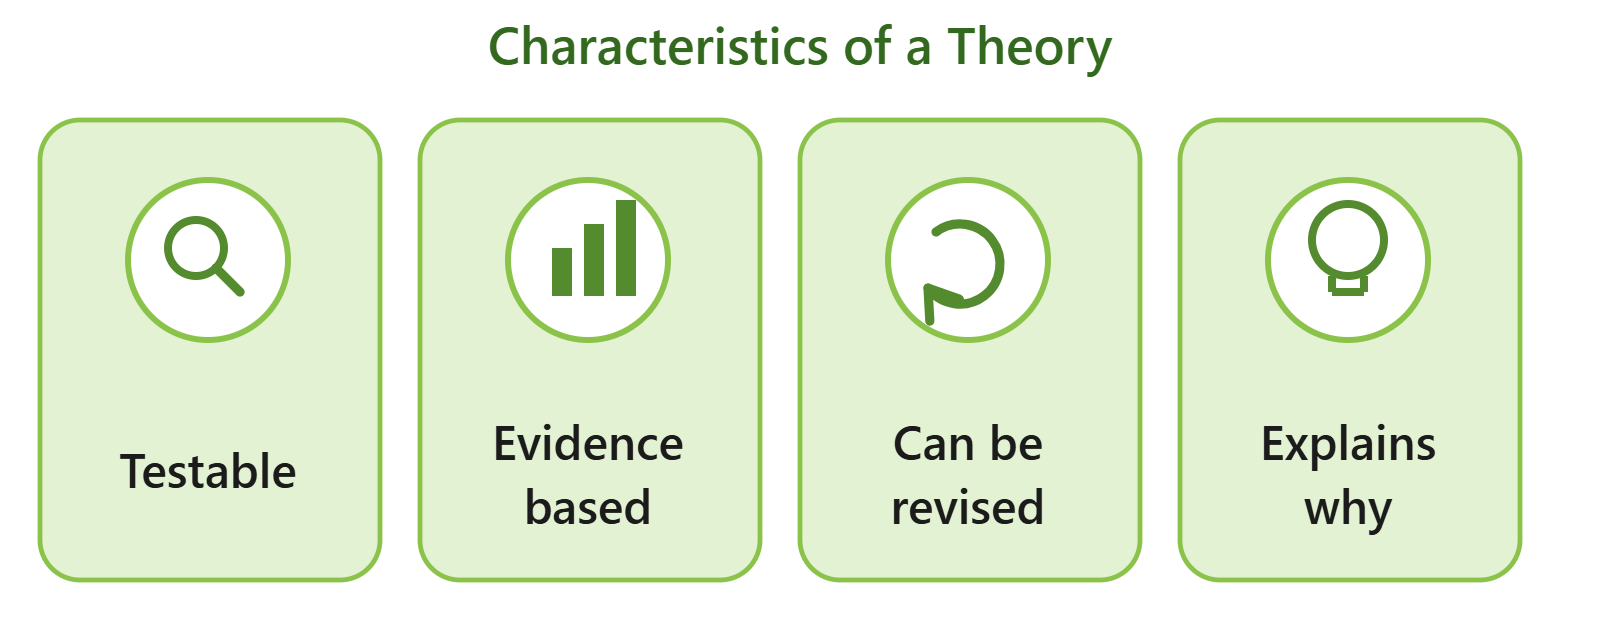 Characteristics of a Theory
Testable
Evidence
based
Can be
revised
Explains
why